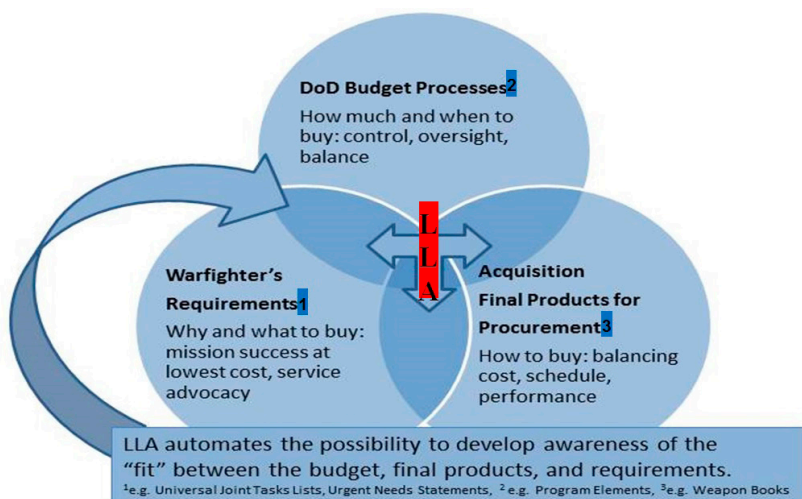 DoD Budget Processes2
How much and when to
buy: control, oversight,
balance
L
L
A
Warfighter's
Requirements1
Why and what to buy:
mission success at
lowest cost, service
advocacy
Acquisition
Final Products for
Procurement3
How to buy: balancing
cost, schedule,
performance
LLA automates the possibility to develop awareness of the
“fit” between the budget, final products, and requirements.
1e.g. Universal Joint Tasks Lists, Urgent Needs Statements, 2 e.g. Program Elements, 3e.g. Weapon Books